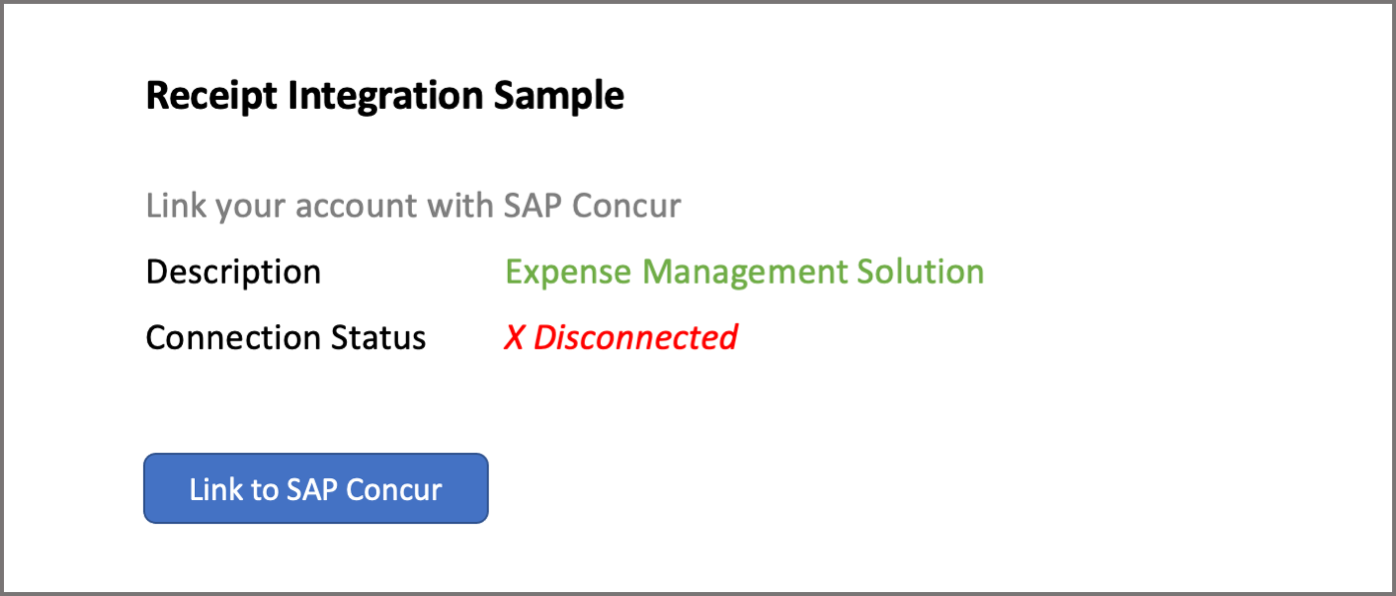 Receipt Integration Sample
Link your account with SAP Concur
Description Expense Management Solution
Connection Status X Disconnected
Link to SAP Concur